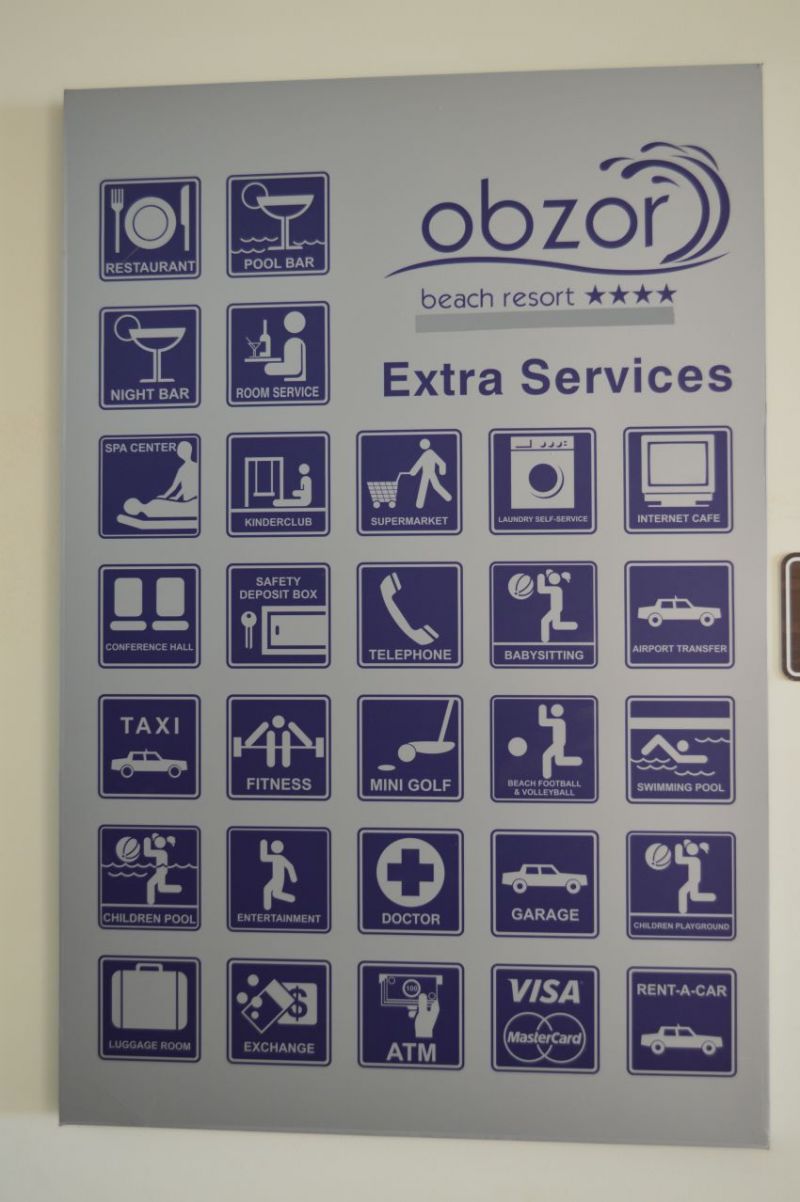 obzor
beach resort ★★★★
Extra Services
RESTAURANT
POOL BAR
NIGHT BAR
ROOM SERVICE
SPA CENTER
KINDERCLUB
SUPERMARKET
LAUNDRY SELF-SERVICE
INTERNET CAFE
CONFERENCE HALL
SAFETY
DEPOSIT BOX
TELEPHONE
BABYSITTING
AIRPORT TRANSFER
TAXI
FITNESS
MINI GOLF
BEACH FOOTBALL
& VOLLEYBALL
SWIMMING POOL
CHILDREN POOL
ENTERTAINMENT
DOCTOR
GARAGE
CHILDREN PLAYGROUND
LUGGAGE ROOM
$
EXCHANGE
100
ATM
VISA
MasterCard
RENT-A-CAR